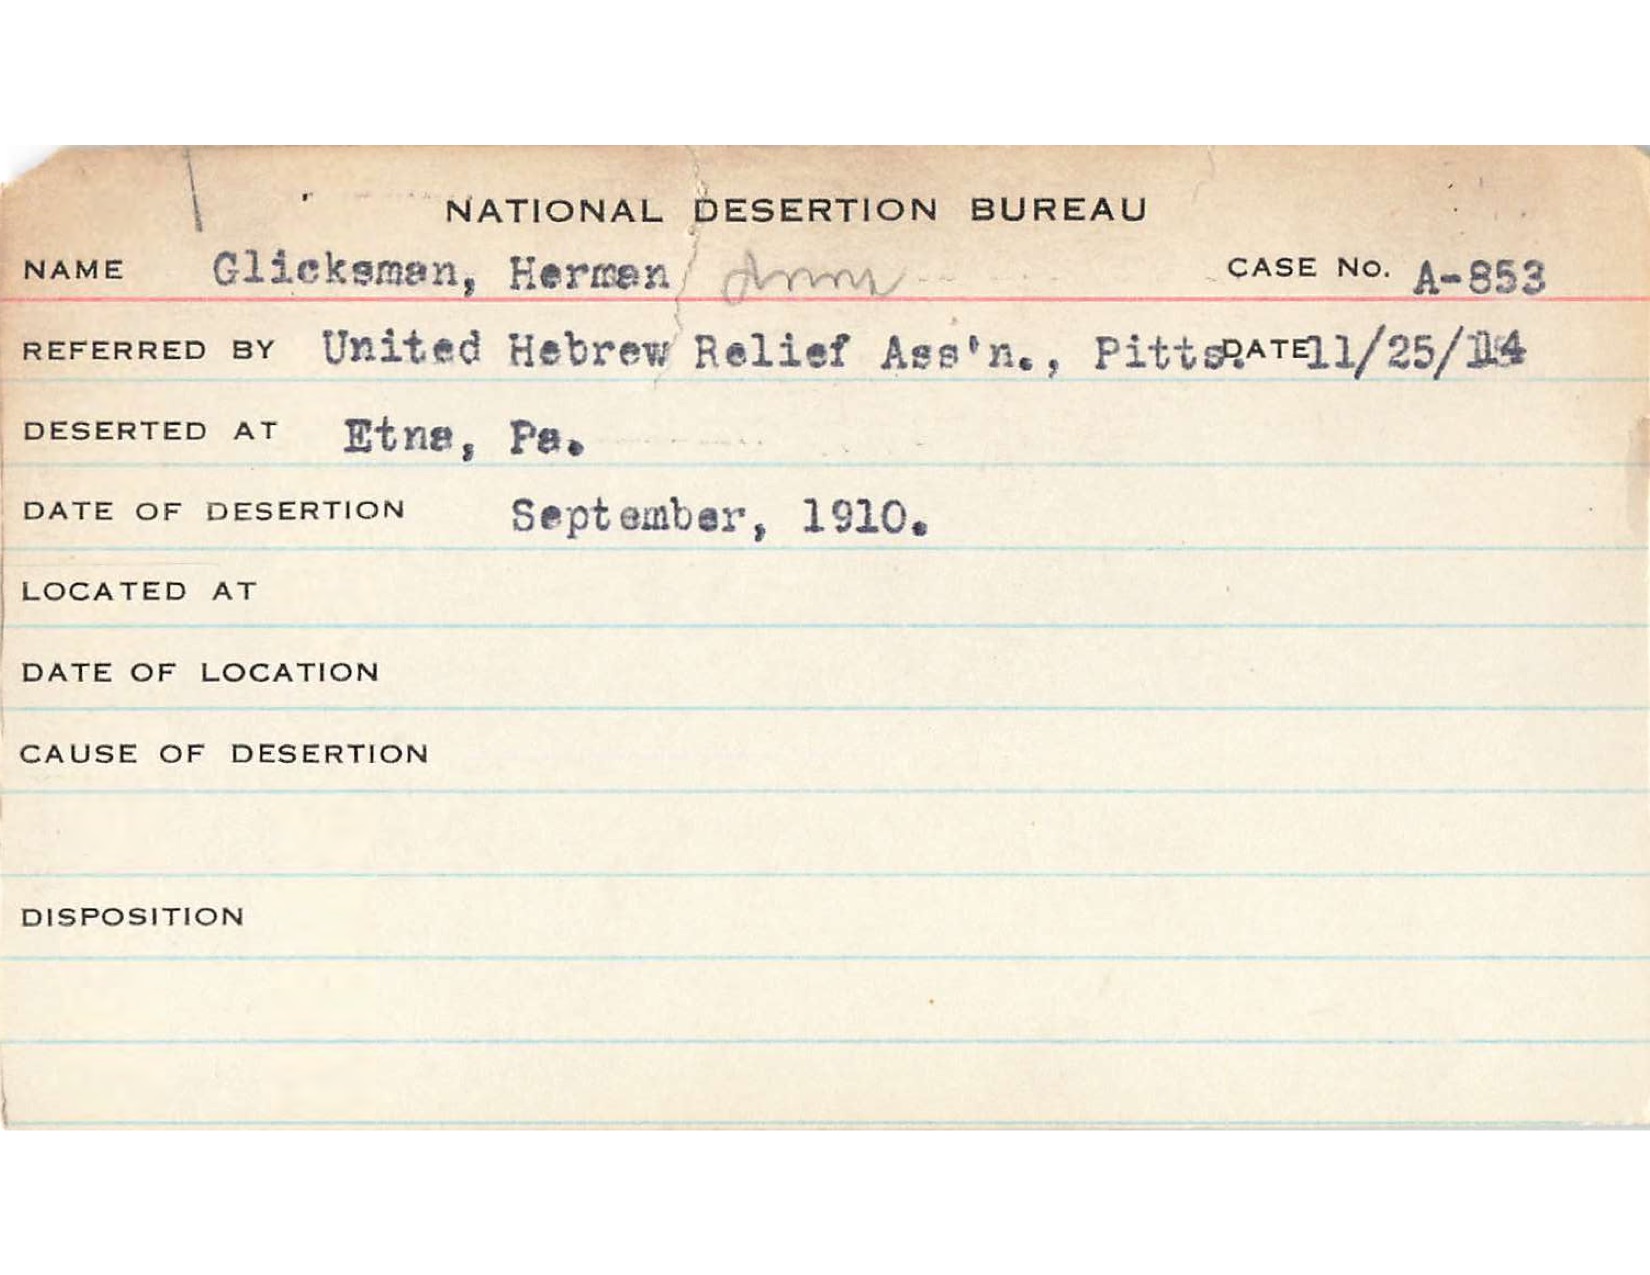 NATIONAL DESERTION BUREAU
NAME Glicksman, Herman Anna CASE No. A-853
REFERRED BY United Hebrew Relief Ass'n., Pitts. DATE 11/25/14
DESERTED AT Etna, Pa.
DATE OF DESERTION September, 1910.
LOCATED AT
DATE OF LOCATION
CAUSE OF DESERTION
DISPOSITION